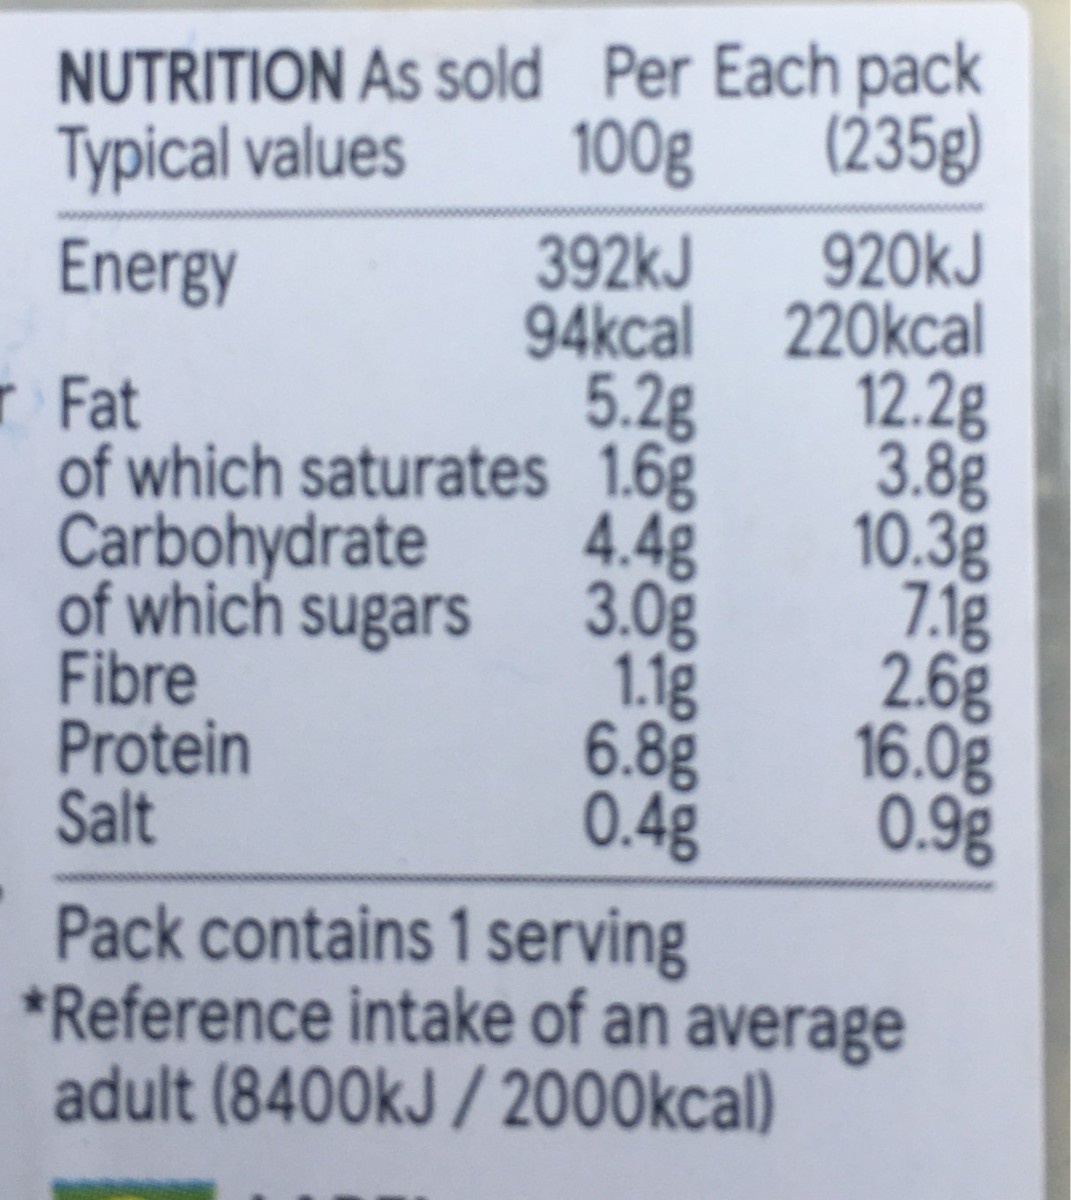 NUTRITION As sold Per Each pack
Typical values 100g (235g)
Energy 392kJ 920kJ
94kcal 220kcal
Fat 5.2g 12.2g
of which saturates 1.6g 3.8g
Carbohydrate 4.4g 10.3g
of which sugars 3.0g 7.1g
Fibre 1.1g 2.6g
Protein 6.8g 16.0g
Salt 0.4g 0.9g
Pack contains 1 serving
*Reference intake of an average
adult (8400kJ / 2000kcal)